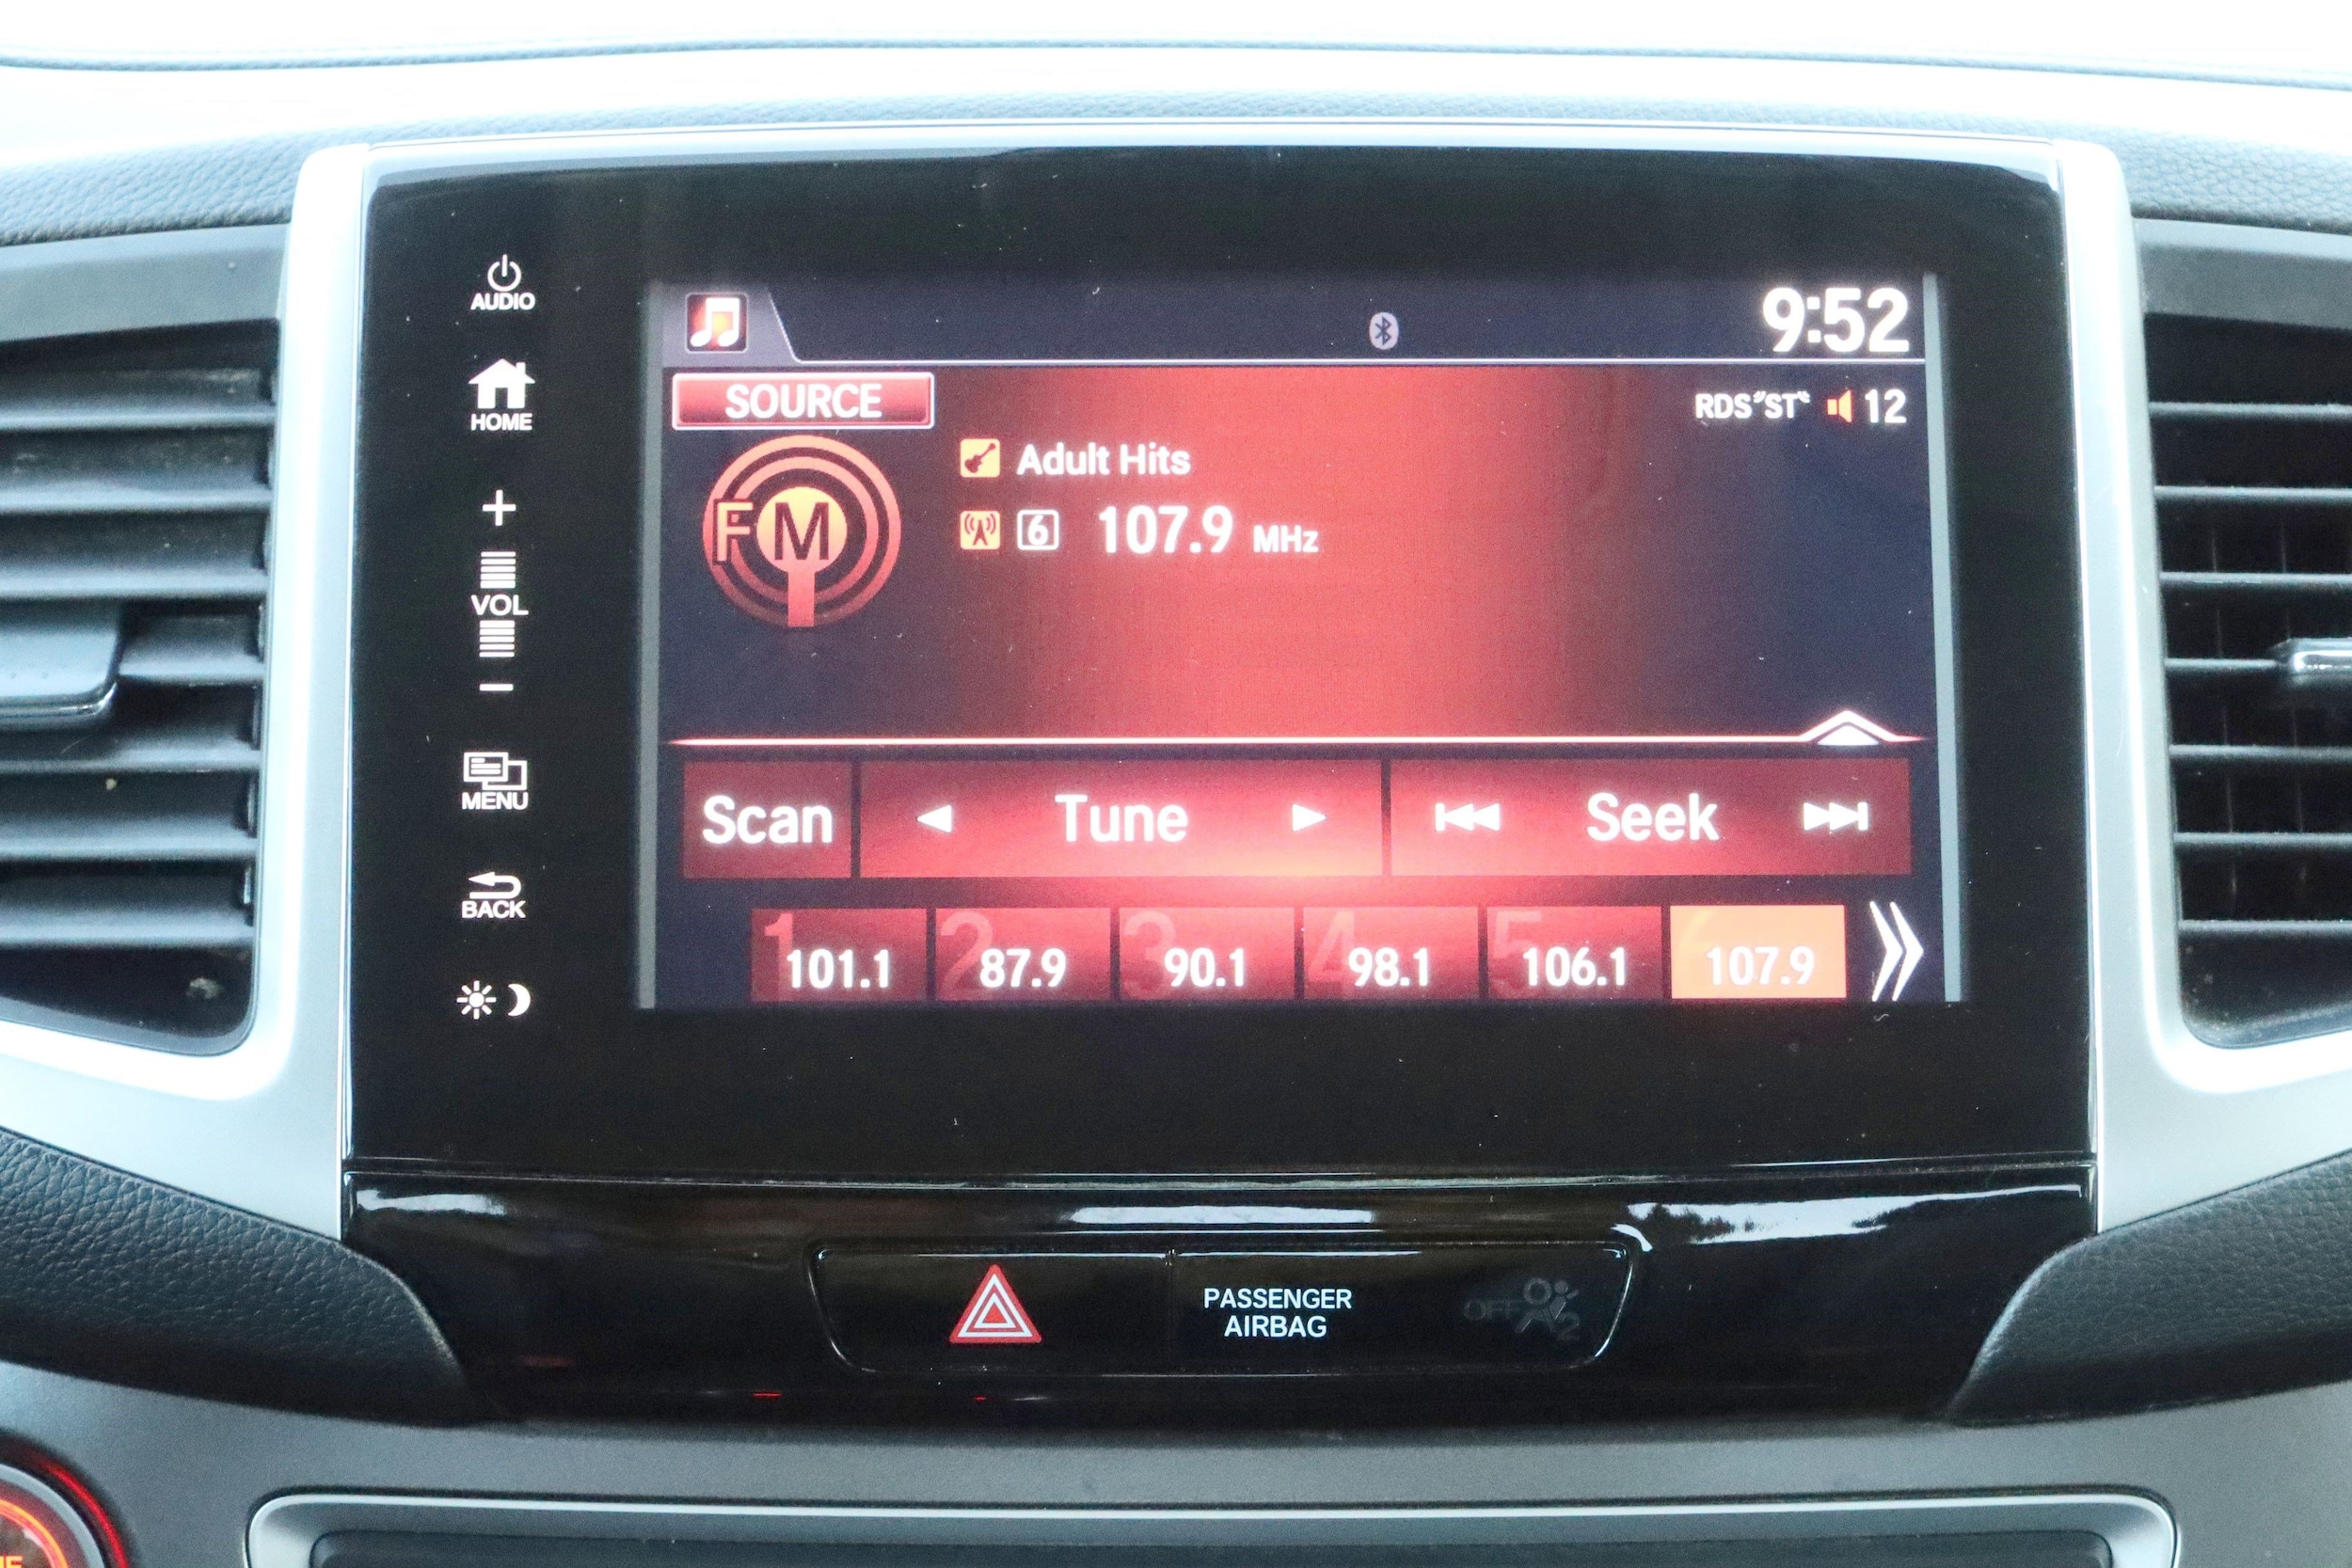 AUDIO
HOME
+
VOL
−
MENU
BACK
9:52
SOURCE
RDS ST 12
FM
Adult Hits
6 107.9 MHz
Scan Tune Seek
1 101.1 2 87.9 3 90.1 4 98.1 5 106.1 107.9
PASSENGER
AIRBAG
OFF 2